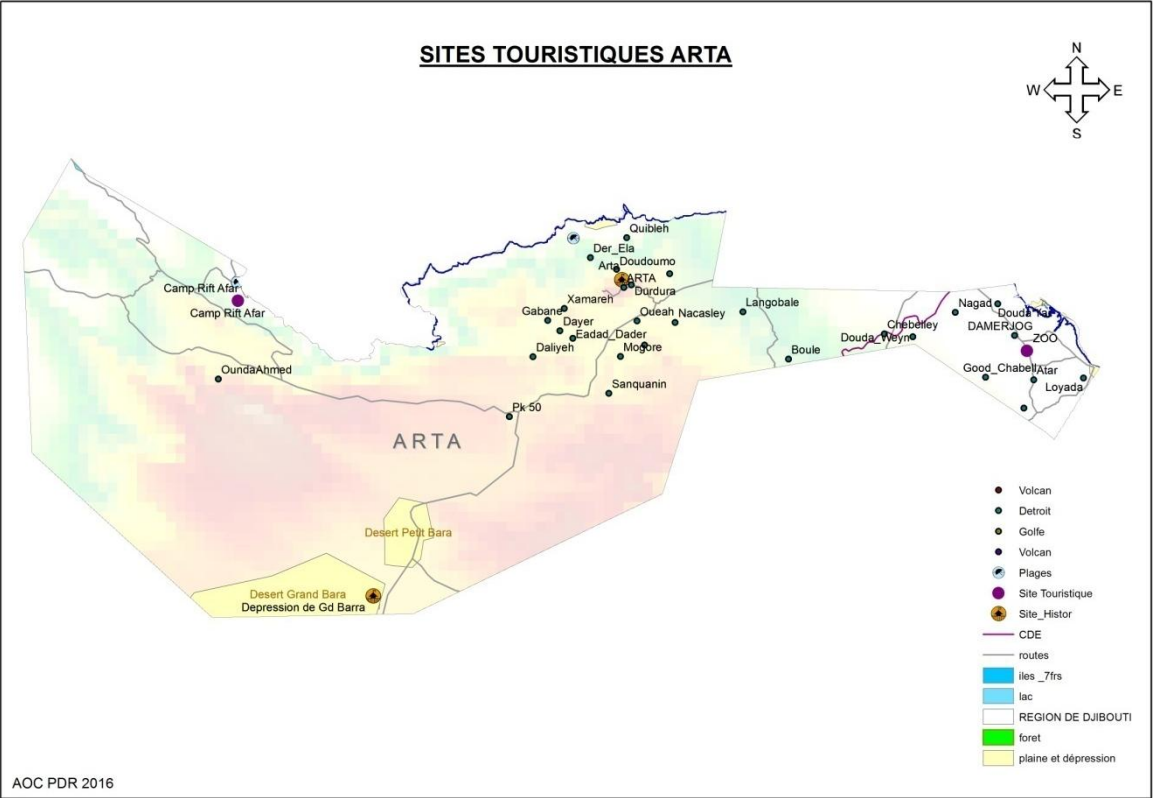 SITES TOURISTIQUES ARTA
N
W E
S
Quibleh
Der_Ela
Arta Doudoumo
ARTA
Durdura
Camp Rift Afar
Camp Rift Afar
Xamareh
Gabane
Oueah Nacasley
Langobale
Dayer
Eadad_Dader
Daliyeh
Mogore
Boule
Chebelley
Douda_Weyn
Nagad
Douda Yar
DAMERJOG
ZOO
Good_Chabel
Atar
Loyada
OundaAhmed
Sanquanin
Pk 50
ARTA
Desert Petit Bara
Desert Grand Bara
Depression de Gd Barra
Volcan
Detroit
Golfe
Volcan
Plages
Site Touristique
Site_Histor
CDE
routes
iles _7frs
lac
REGION DE DJIBOUTI
foret
plaine et dépression
AOC PDR 2016